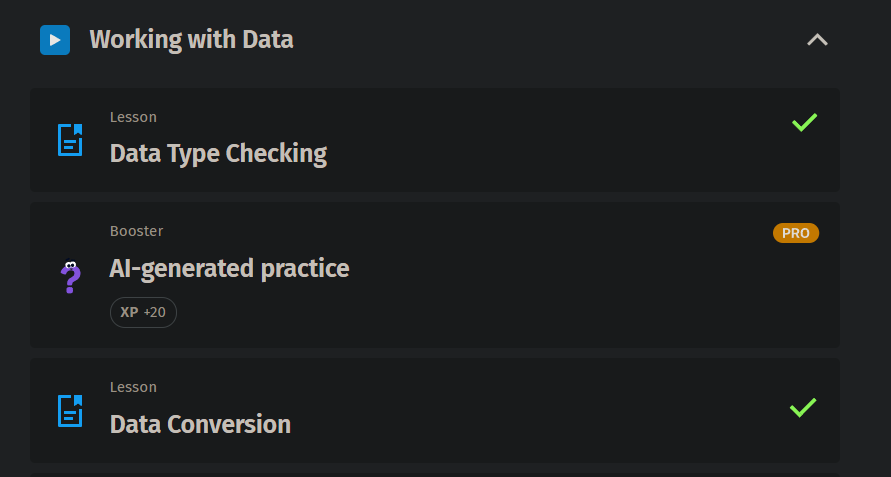 Working with Data
Lesson
Data Type Checking
Booster
PRO
AI-generated practice
XP +20
Lesson
Data Conversion